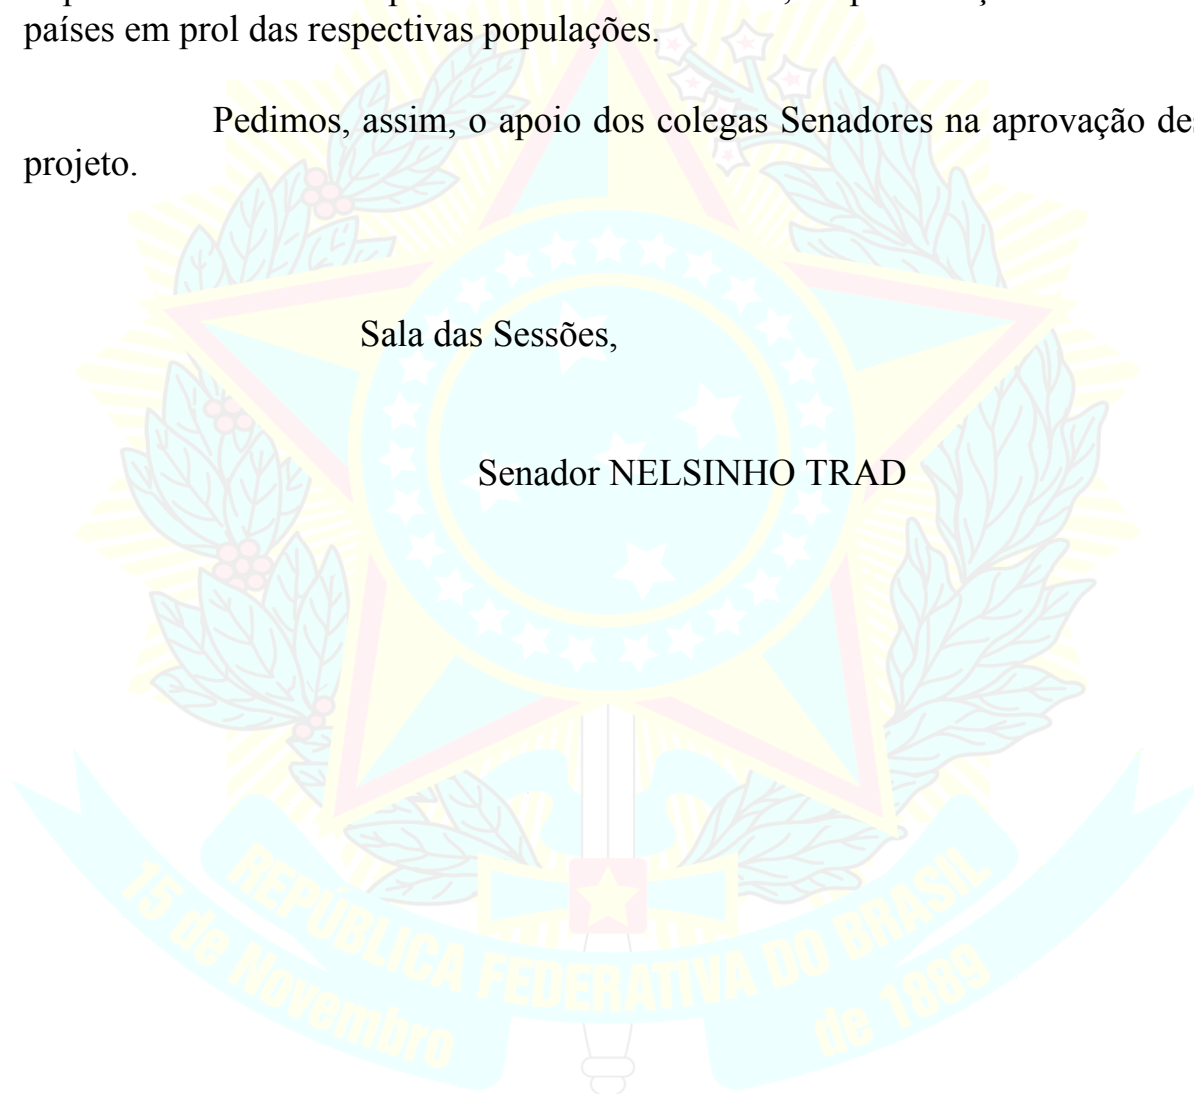 países em prol das respectivas populações.
Pedimos, assim, o apoio dos colegas Senadores na aprovação
projeto.
Sala das Sessões,
Senador NELSINHO TRAD
REPÚBLICA FEDERATIVA DO BRASIL
15 de Novembro
de 1889